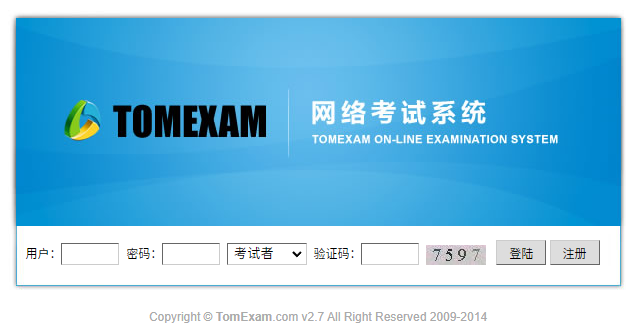 TOMEXAM
网络考试系统
TOMEXAM ON-LINE EXAMINATION SYSTEM
用户： 密码： 考试者 验证码： 7597 登陆 注册
Copyright © TomExam.com v2.7 All Right Reserved 2009-2014